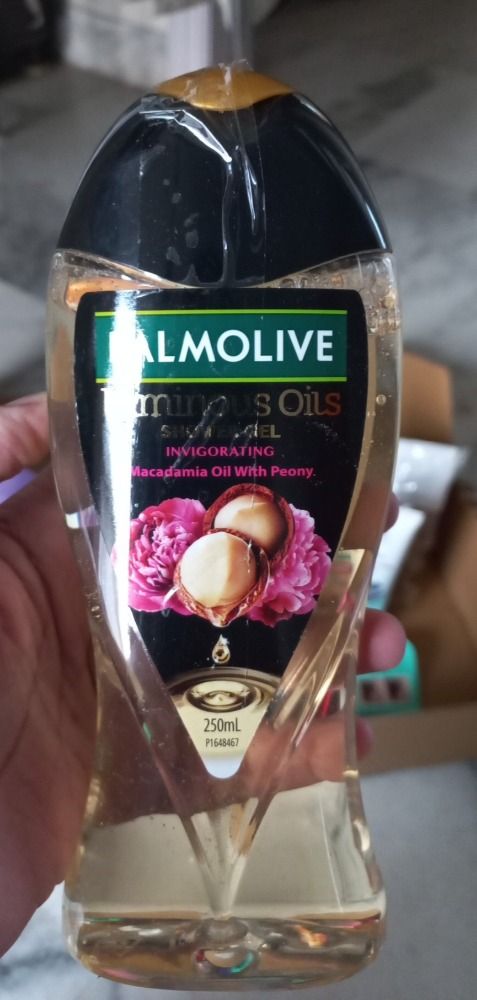 PALMOLIVE
Luminous Oils
SHOWER GEL
INVIGORATING
Macadamia Oil With Peony
250mL
P1648467